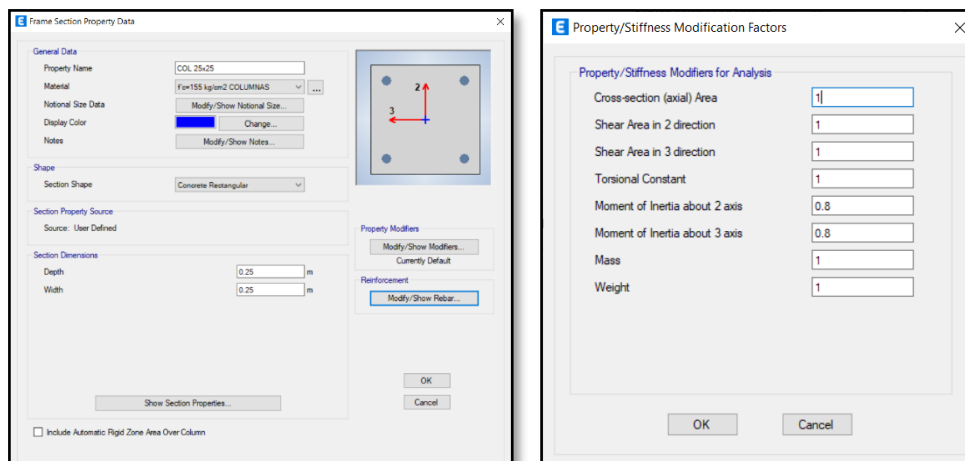 E Frame Section Property Data
General Data
Property Name COL 25x25
Material f'c=155 kg/cm2 COLUMNAS ...
Notional Size Data Modify/Show Notional Size...
Display Color Change...
Notes Modify/Show Notes...
Shape
Section Shape Concrete Rectangular
Section Property Source
Source: User Defined
Section Dimensions
Depth 0.25 m
Width 0.25 m
Show Section Properties...
Include Automatic Rigid Zone Area Over Column
2
3
Property Modifiers
Modify/Show Modifiers...
Currently Default
Reinforcement
Modify/Show Rebar...
OK
Cancel
E Property/Stiffness Modification Factors
Property/Stiffness Modifiers for Analysis
Cross-section (axial) Area 1
Shear Area in 2 direction 1
Shear Area in 3 direction 1
Torsional Constant 1
Moment of Inertia about 2 axis 0.8
Moment of Inertia about 3 axis 0.8
Mass 1
Weight 1
OK Cancel